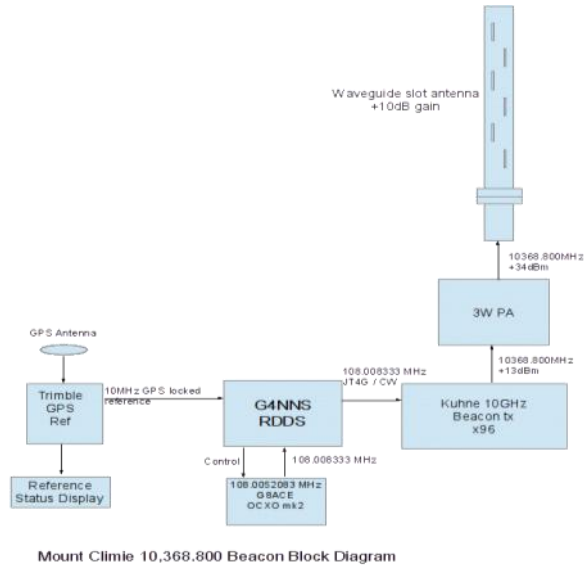 Waveguide slot antenna
+10dB gain
10368.800MHz
+34dBm
3W PA
GPS Antenna
10368.800MHz
+13dBm
108.008333 MHz
JT4G / CW
10MHz GPS locked
reference
Trimble
GPS
Ref
G4NNS
RDDS
Kuhne 10GHz
Beacon tx
x96
Control
108.008333 MHz
Reference
Status Display
108.0052083 MHz
G8ACE
OCXO mk2
Mount Climie 10,368.800 Beacon Block Diagram